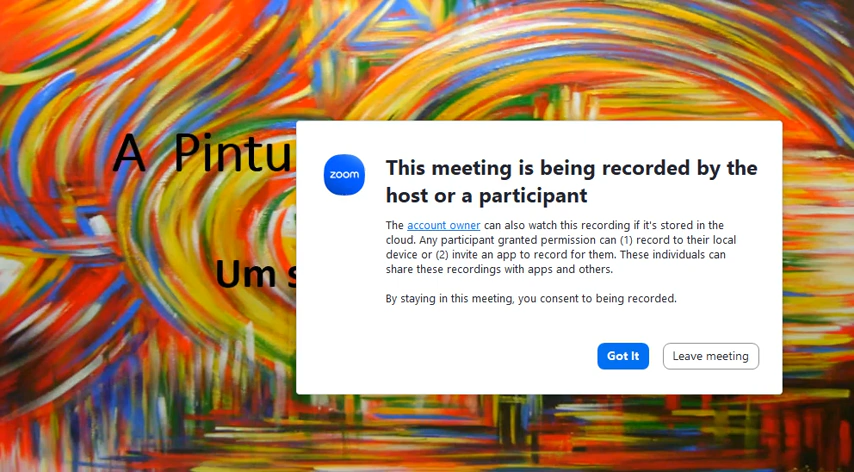 A Pintu
Um s
zoom
This meeting is being recorded by the
host or a participant
The account owner can also watch this recording if it's stored in the
cloud. Any participant granted permission can (1) record to their local
device or (2) invite an app to record for them. These individuals can
share these recordings with apps and others.
By staying in this meeting, you consent to being recorded.
Got It
Leave meeting